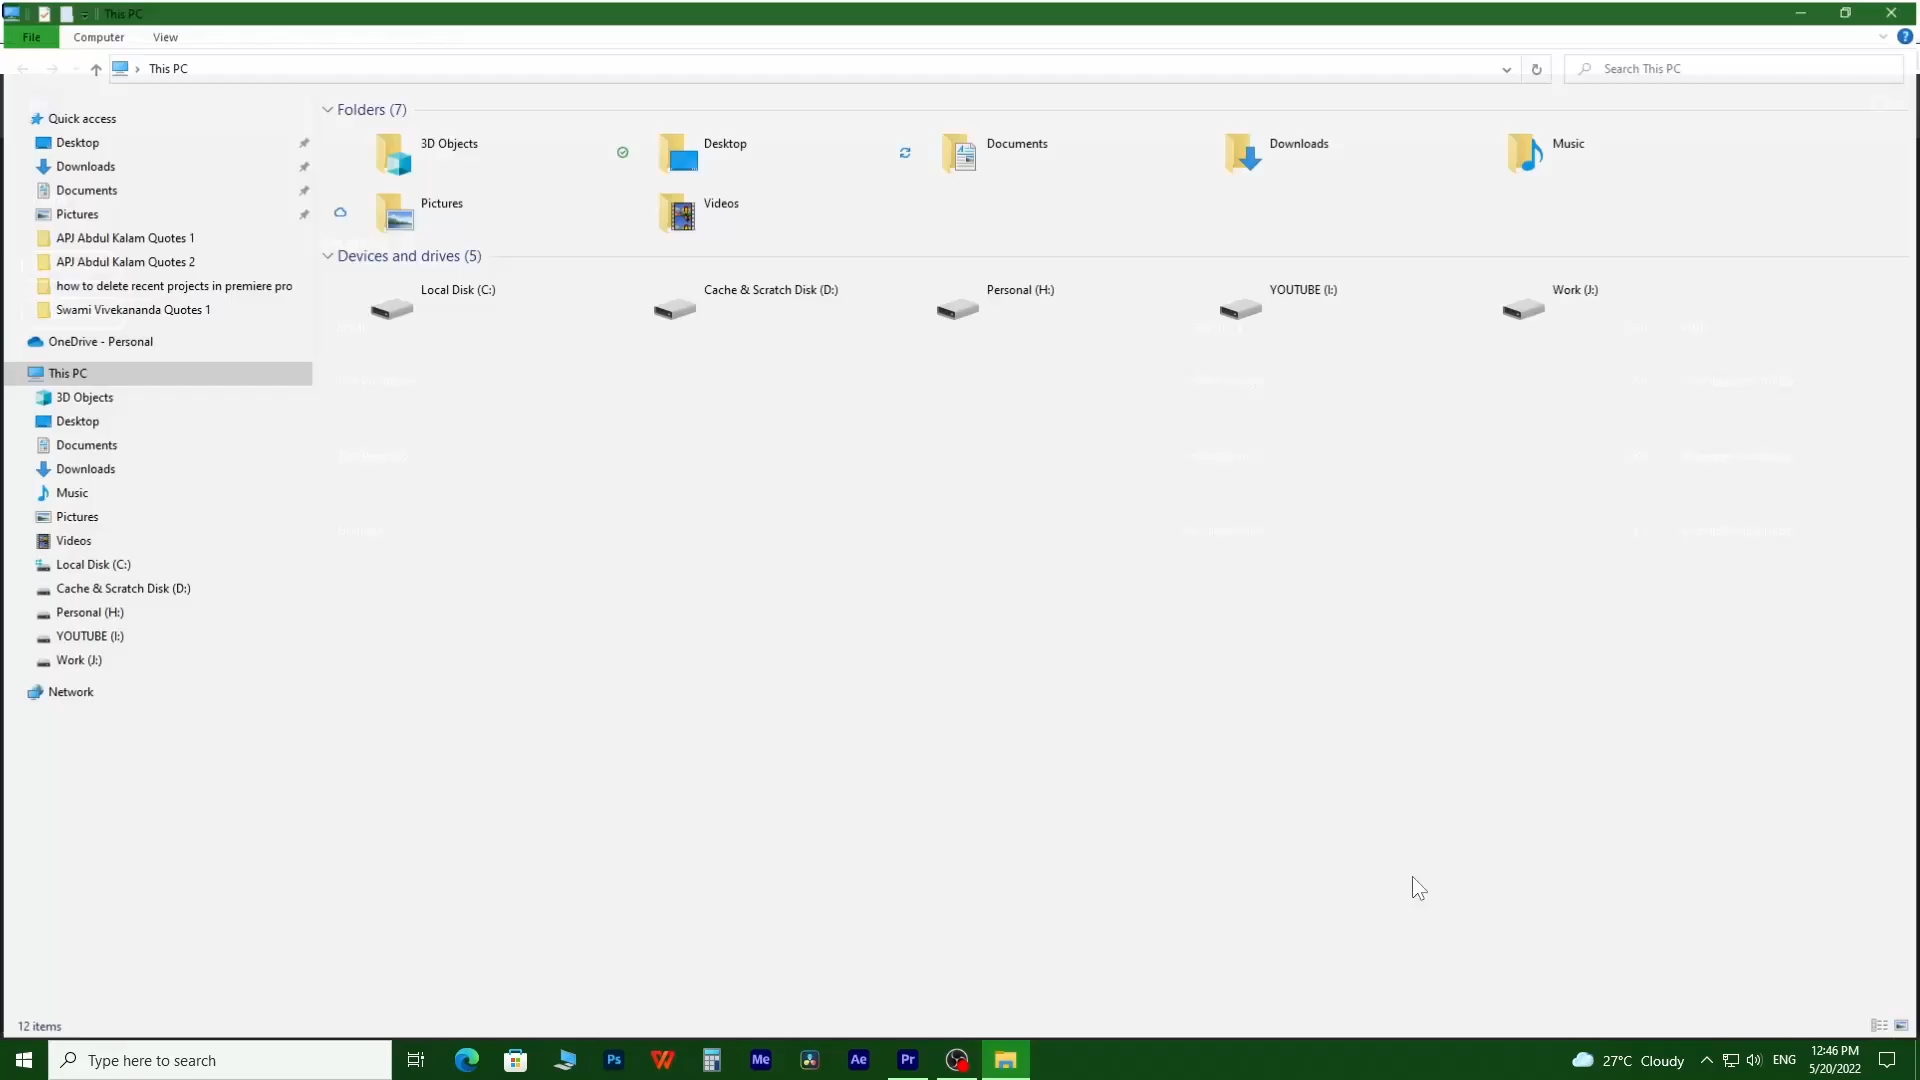 This PC
File Computer View
This PC
Search This PC
Quick access
Desktop
Downloads
Documents
Pictures
APJ Abdul Kalam Quotes 1
APJ Abdul Kalam Quotes 2
how to delete recent projects in premiere pro
Swami Vivekananda Quotes 1
OneDrive - Personal
This PC
3D Objects
Desktop
Documents
Downloads
Music
Pictures
Videos
Local Disk (C:)
Cache & Scratch Disk (D:)
Personal (H:)
YOUTUBE (I:)
Work (J:)
Network
Folders (7)
3D Objects
Desktop
Documents
Downloads
Music
Pictures
Videos
Devices and drives (5)
Local Disk (C:)
Cache & Scratch Disk (D:)
Personal (H:)
YOUTUBE (I:)
Work (J:)
12 items
Type here to search
Ps
Me
Ae
Pr
27°C Cloudy
ENG
12:46 PM
5/20/2022